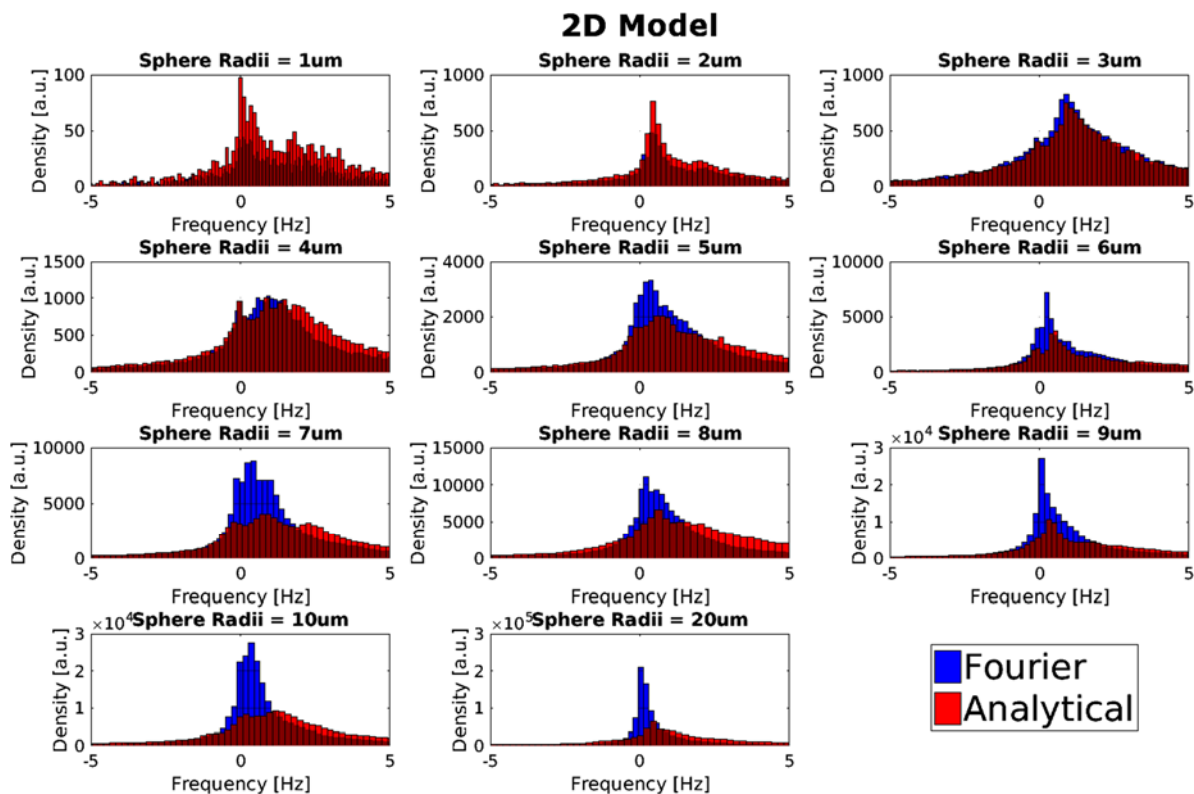 2D Model
Sphere Radii = 1um
Density [a.u.]
100
50
0
-5 0 5
Frequency [Hz]
Sphere Radii = 2um
Density [a.u.]
1000
500
0
-5 0 5
Frequency [Hz]
Sphere Radii = 3um
Density [a.u.]
1000
500
0
-5 0 5
Frequency [Hz]
Sphere Radii = 4um
Density [a.u.]
1500
1000
500
0
-5 0 5
Frequency [Hz]
Sphere Radii = 5um
Density [a.u.]
4000
2000
0
-5 0 5
Frequency [Hz]
Sphere Radii = 6um
Density [a.u.]
10000
5000
0
-5 0 5
Frequency [Hz]
Sphere Radii = 7um
Density [a.u.]
10000
5000
0
-5 0 5
Frequency [Hz]
Sphere Radii = 8um
Density [a.u.]
15000
10000
5000
0
-5 0 5
Frequency [Hz]
×10⁴ Sphere Radii = 9um
Density [a.u.]
3
2
1
0
-5 0 5
Frequency [Hz]
×10⁴ Sphere Radii = 10um
Density [a.u.]
3
2
1
0
-5 0 5
Frequency [Hz]
×10⁵ Sphere Radii = 20um
Density [a.u.]
3
2
1
0
-5 0 5
Frequency [Hz]
Fourier
Analytical